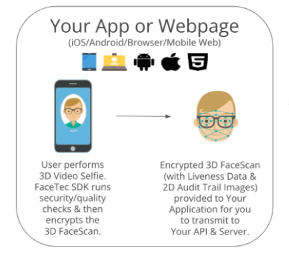 Your App or Webpage
(iOS/Android/Browser/Mobile Web)
User performs
3D Video Selfie.
FaceTec SDK runs
security/quality
checks & then
encrypts the
3D FaceScan.
Encrypted 3D FaceScan
(with Liveness Data &
2D Audit Trail Images)
provided to Your
Application for you
to transmit to
Your API & Server.